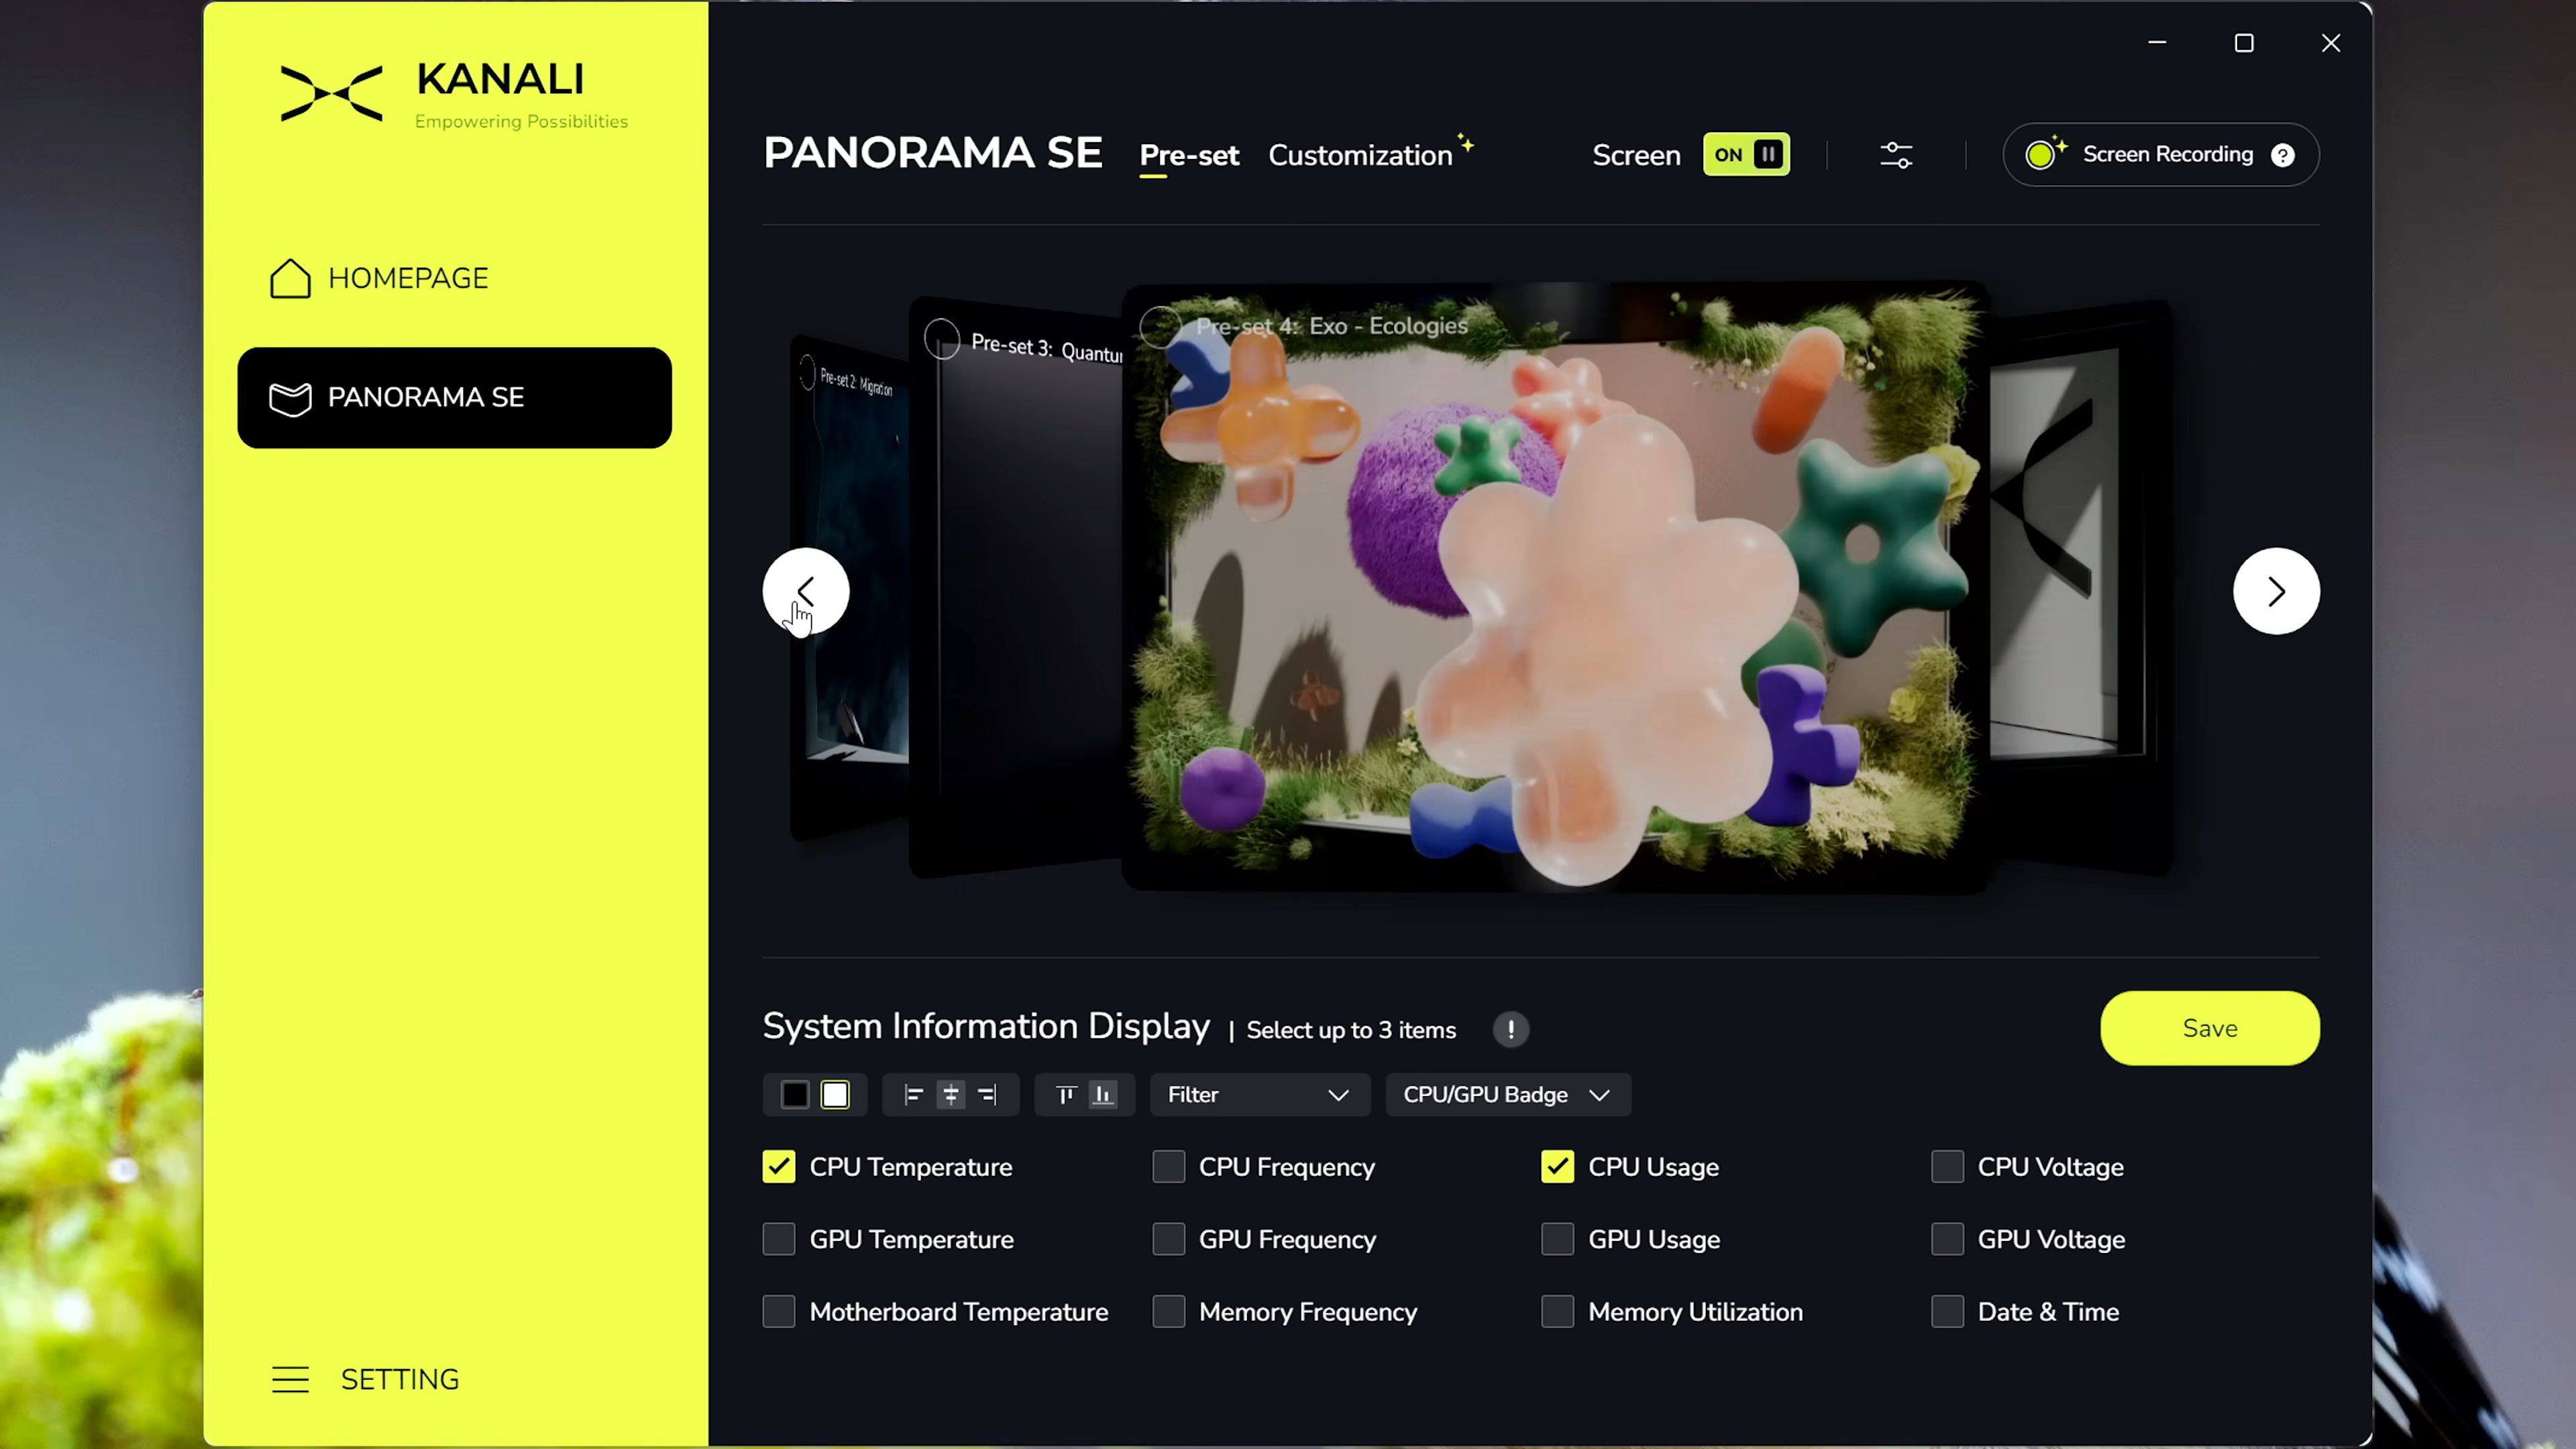 KANALI
Empowering Possibilities
HOMEPAGE
PANORAMA SE
SETTING
PANORAMA SE
Pre-set
Customization
Screen
ON
Screen Recording
?
Pre-set 2: Migration
Pre-set 3:
Pre-set 4: Exo - Ecologies
System Information Display | Select up to 3 items
!
Save
Filter
CPU/GPU Badge
CPU Temperature
CPU Frequency
CPU Usage
CPU Voltage
GPU Temperature
GPU Frequency
GPU Usage
GPU Voltage
Motherboard Temperature
Memory Frequency
Memory Utilization
Date & Time